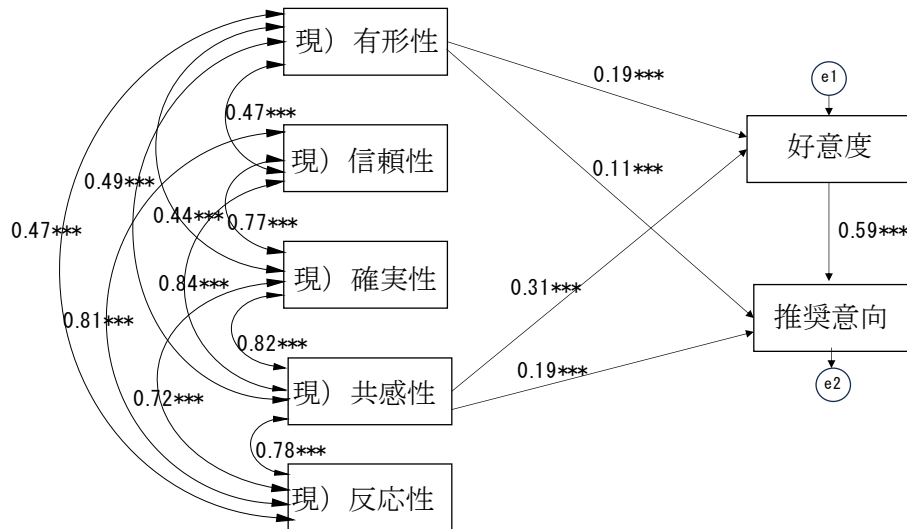 現）有形性
0.19***
e1
好意度
0.47***
現）信頼性
0.11***
0.49***
0.44***
0.77***
0.47***
0.59***
現）確実性
0.84***
0.31***
推奨意向
0.81***
0.82***
0.19***
e2
現）共感性
0.72***
0.78***
現）反応性